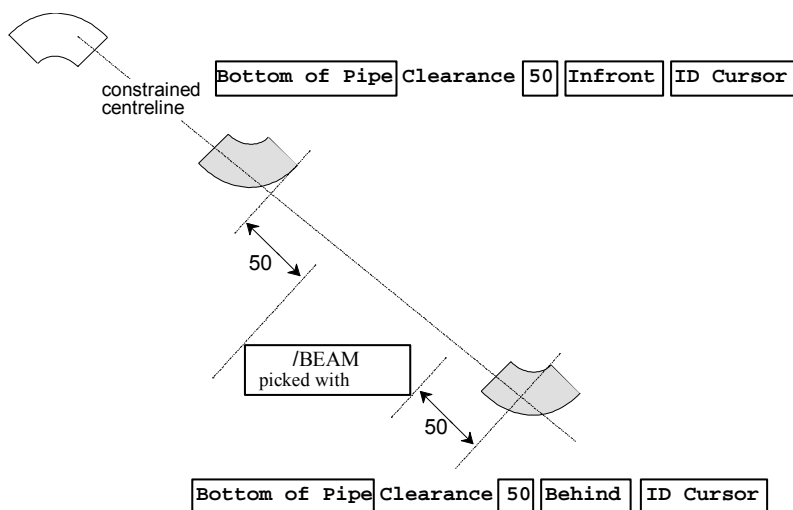 Bottom of Pipe Clearance 50 Infront ID Cursor
constrained
centreline
50
/BEAM
picked with
50
Bottom of Pipe Clearance 50 Behind ID Cursor